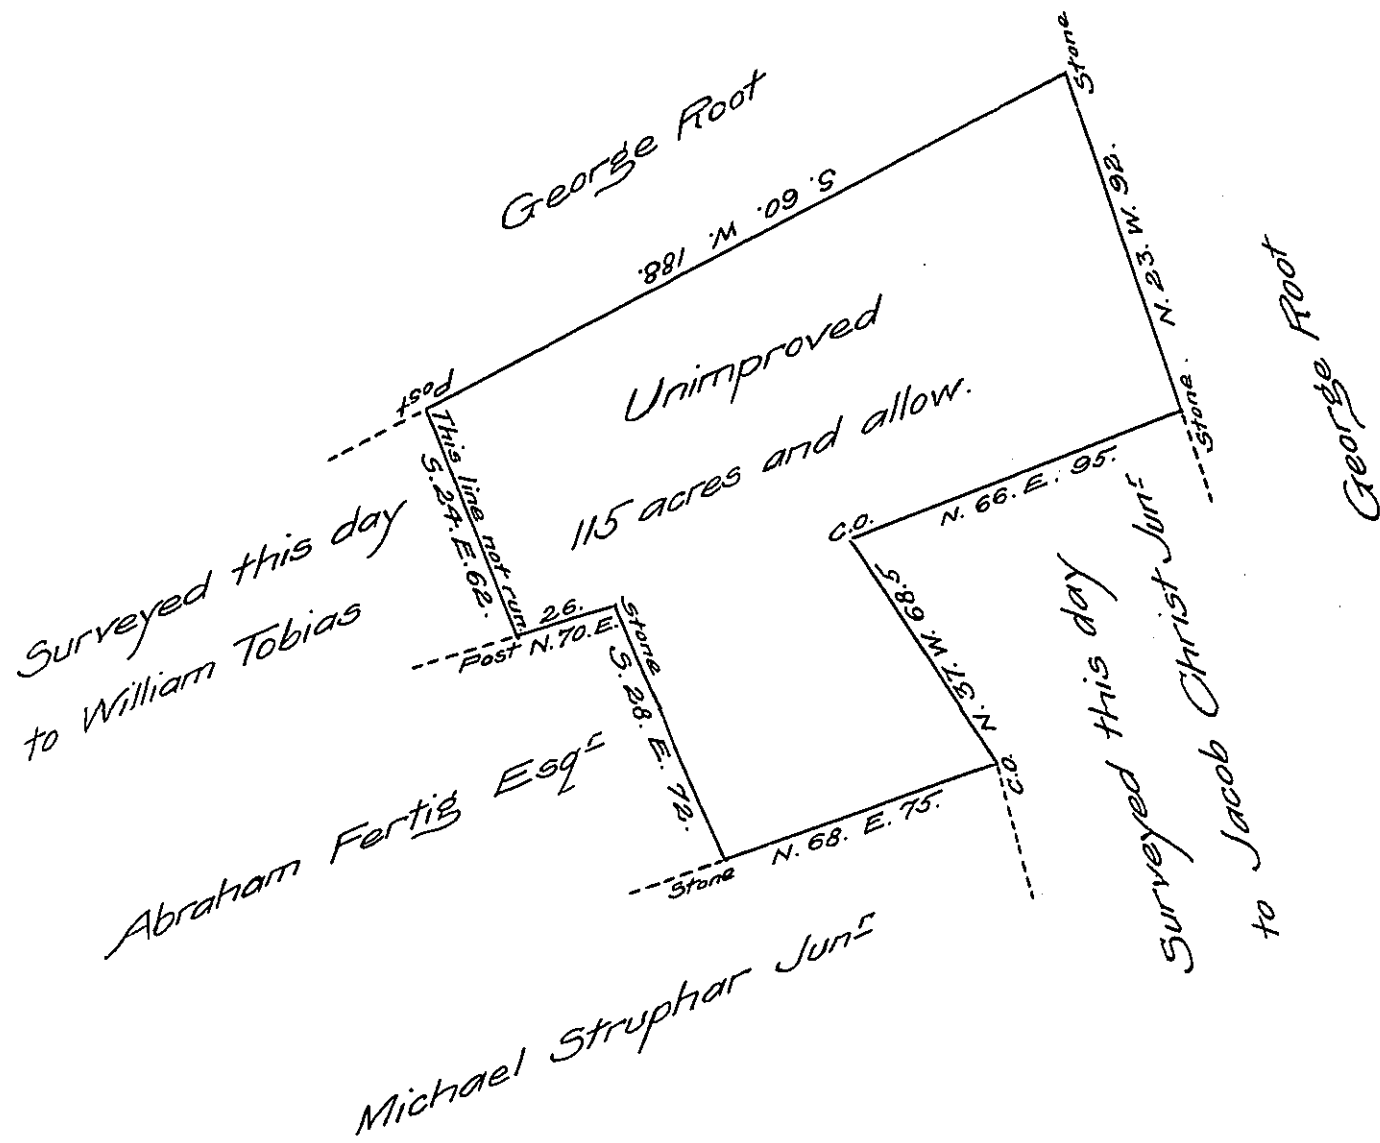 George Root
Stone
S. 60. W. 188.
N. 23. W. 92.
Post
Unimproved
115 acres and allow.
George Root
Stone
This line not run.
S. 24. E. 62.
N. 66. E. 95.
C.O.
Surveyed this day
to William Tobias
26.
Post N. 70. E.
Stone
N. 37. W. 68.5
S. 28. E. 72.
C.O.
Surveyed this day
to Jacob Christ Junr
Abraham Fertig Esqr
N. 68. E. 75.
Stone
Michael Struphar Junr